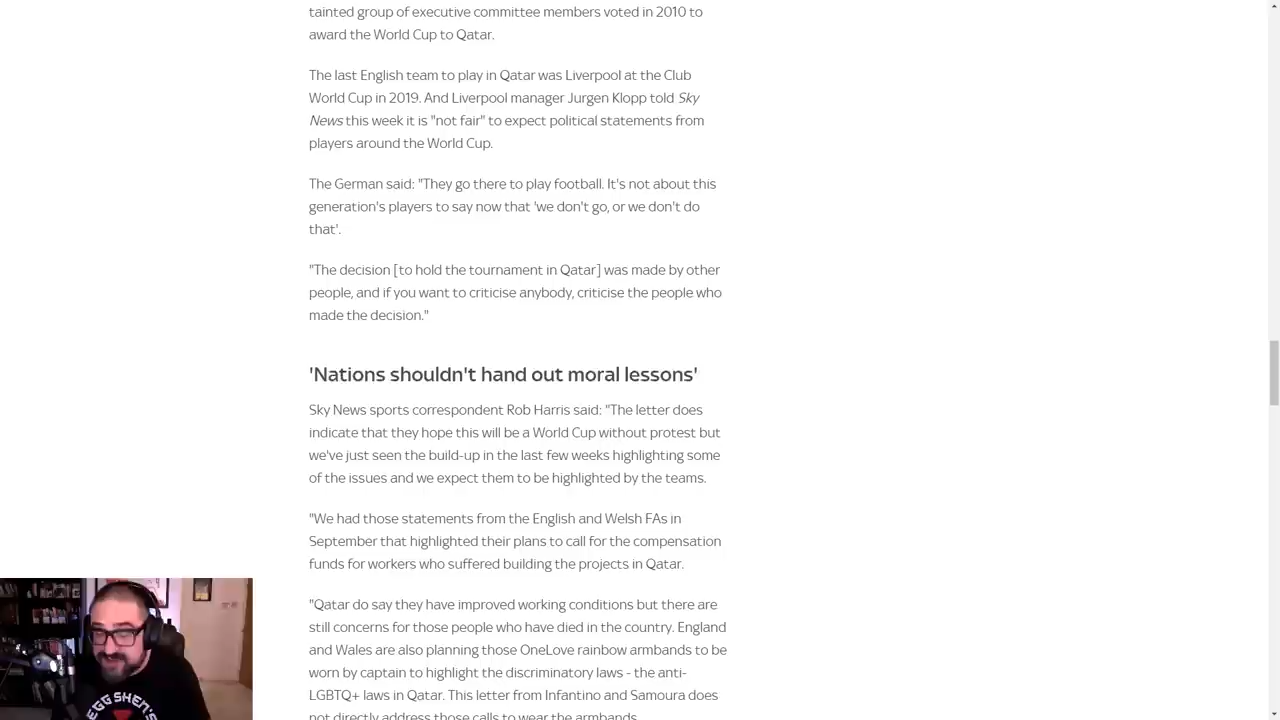 tainted group of executive committee members voted in 2010 to
award the World Cup to Qatar.
The last English team to play in Qatar was Liverpool at the Club
World Cup in 2019. And Liverpool manager Jurgen Klopp told Sky
News this week it is "not fair" to expect political statements from
players around the World Cup.
The German said: "They go there to play football. It's not about this
generation's players to say now that 'we don't go, or we don't do
that'.
"The decision [to hold the tournament in Qatar] was made by other
people, and if you want to criticise anybody, criticise the people who
made the decision."
'Nations shouldn't hand out moral lessons'
Sky News sports correspondent Rob Harris said: "The letter does
indicate that they hope this will be a World Cup without protest but
we've just seen the build-up in the last few weeks highlighting some
of the issues and we expect them to be highlighted by the teams.
"We had those statements from the English and Welsh FAs in
September that highlighted their plans to call for the compensation
funds for workers who suffered building the projects in Qatar.
"Qatar do say they have improved working conditions but there are
still concerns for those people who have died in the country. England
and Wales are also planning those OneLove rainbow armbands to be
worn by captain to highlight the discriminatory laws - the anti-
LGBTQ+ laws in Qatar. This letter from Infantino and Samoura does
not directly address those calls to wear the armbands.
EGG SHEN'S